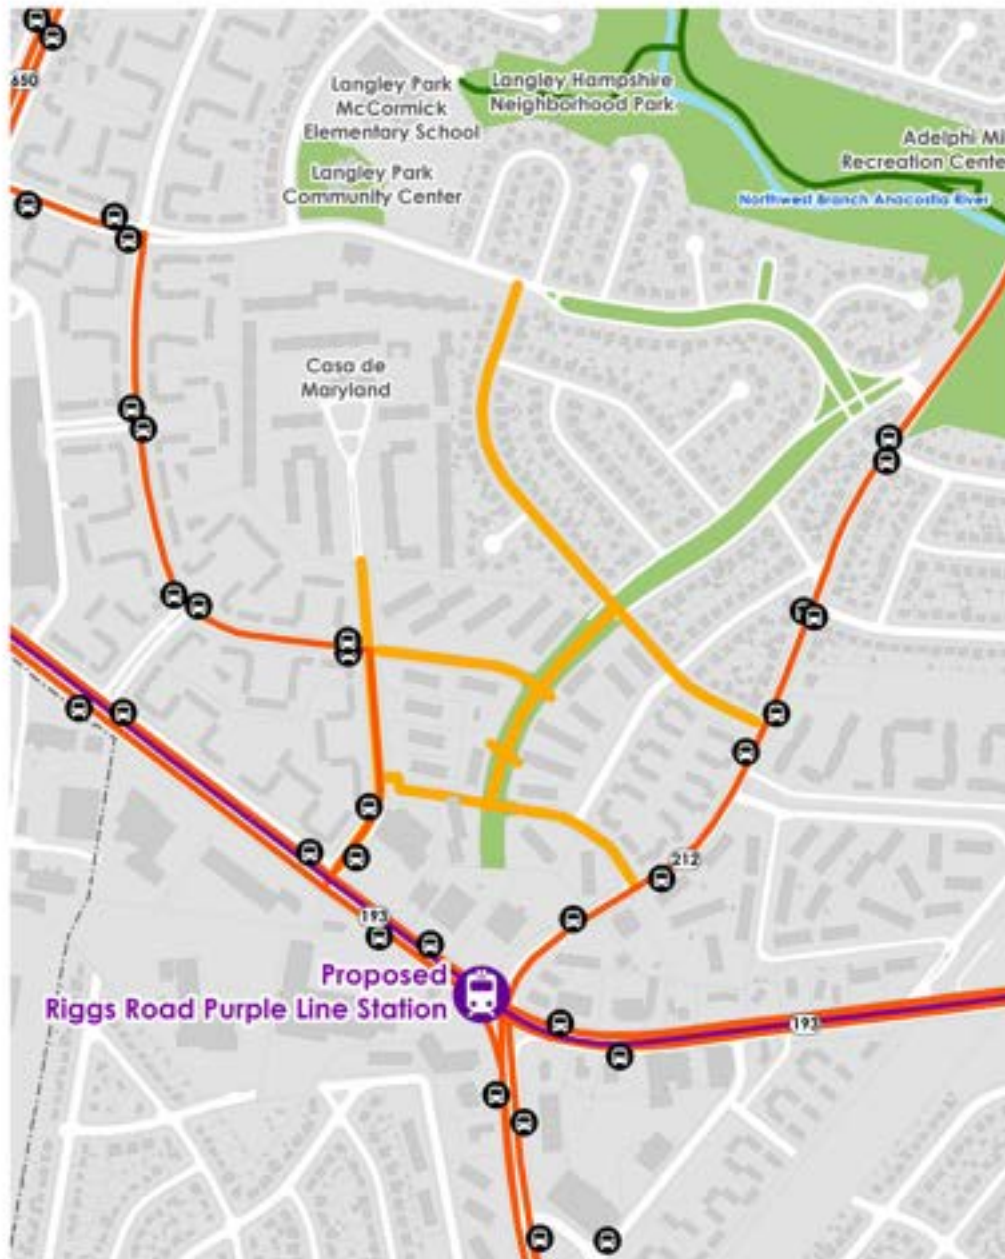 650
Langley Park
McCormick
Elementary School
Langley Hampshire
Neighborhood Park
Adelphi Mi
Recreation Cente
Langley Park
Community Center
Northwest Branch Anacostia River
Casa de
Maryland
212
193
Proposed
Riggs Road Purple Line Station
193